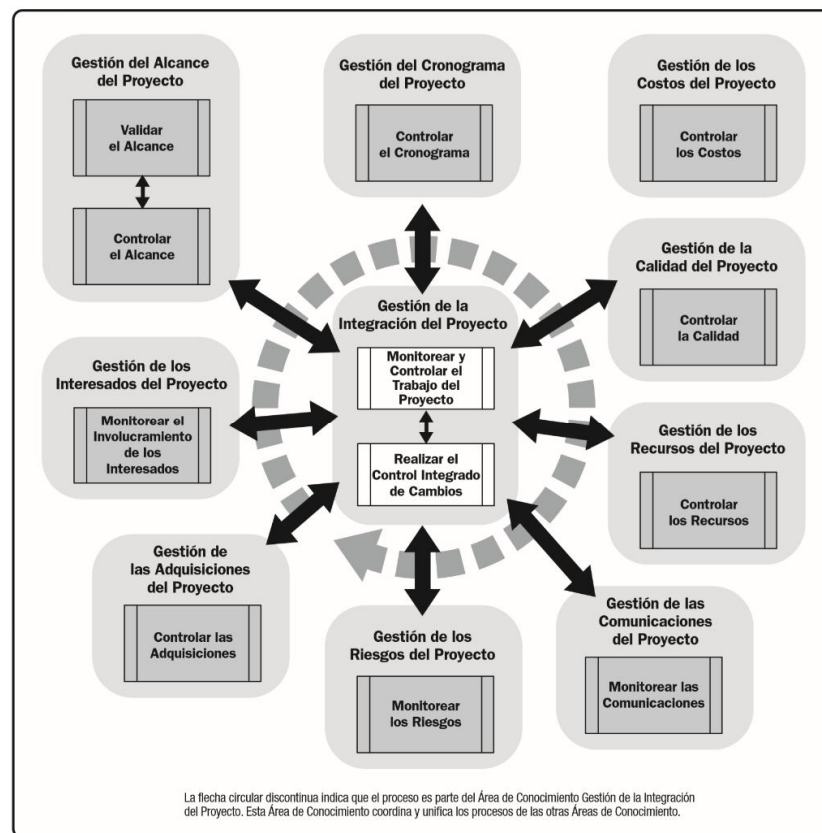 Gestión del Alcance
del Proyecto
Validar
el Alcance
Controlar
el Alcance
Gestión del Cronograma
del Proyecto
Controlar
el Cronograma
Gestión de los
Costos del Proyecto
Controlar
los Costos
Gestión de la
Calidad del Proyecto
Controlar
la Calidad
Gestión de la
Integración del Proyecto
Monitorear y
Controlar el
Trabajo del
Proyecto
Realizar el
Control Integrado
de Cambios
Gestión de los
Interesados del Proyecto
Monitorear el
Involucramiento
de los
Interesados
Gestión de los
Recursos del Proyecto
Controlar
los Recursos
Gestión de
las Adquisiciones
del Proyecto
Controlar las
Adquisiciones
Gestión de los
Riesgos del Proyecto
Monitorear
los Riesgos
Gestión de las
Comunicaciones
del Proyecto
Monitorear las
Comunicaciones
La flecha circular discontinua indica que el proceso es parte del Área de Conocimiento Gestión de la Integración
del Proyecto. Esta Área de Conocimiento coordina y unifica los procesos de las otras Áreas de Conocimiento.